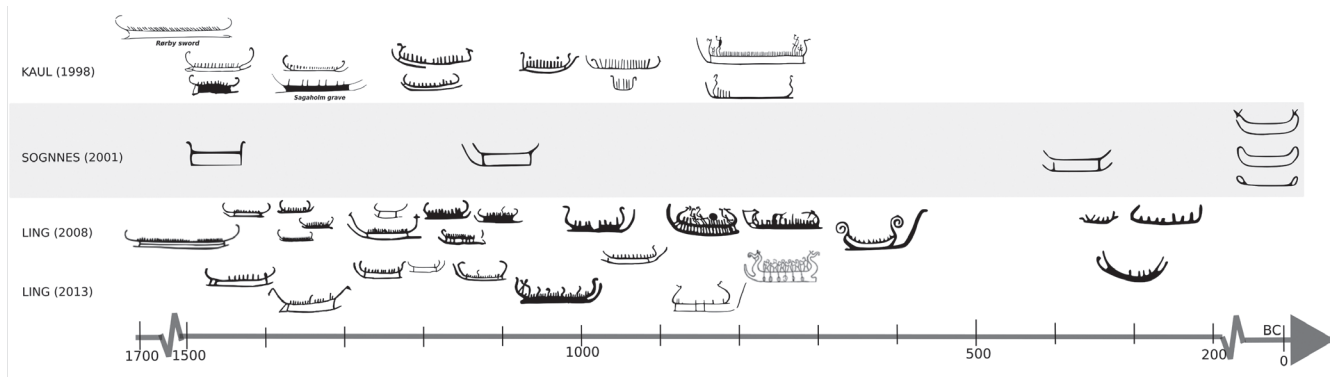 Rørby sword
KAUL (1998)
Sagaholm grave
SOGNNES (2001)
LING (2008)
LING (2013)
BC
1700 1500 1000 500 200 0